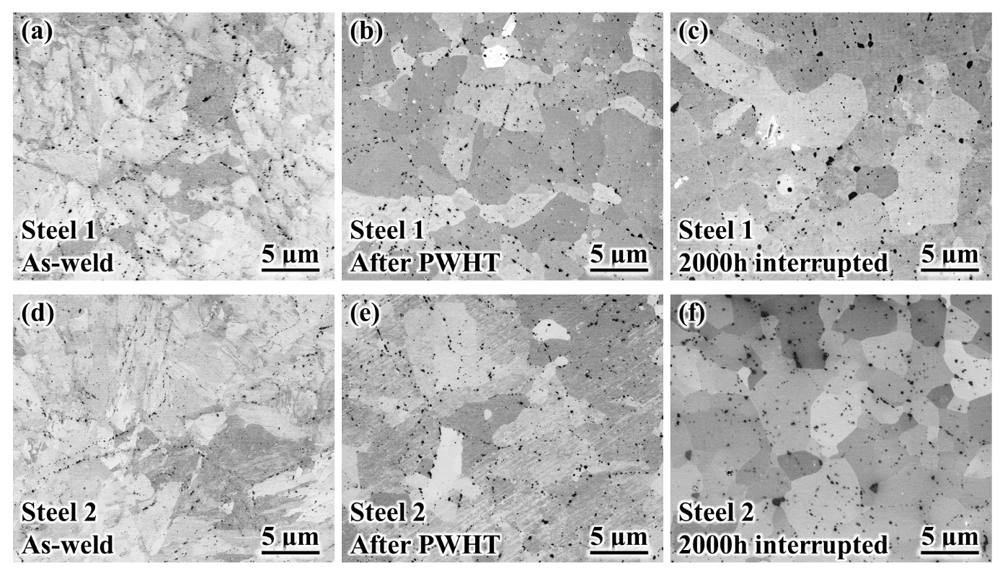 (a)
Steel 1
As-weld
5 μm
(b)
Steel 1
After PWHT
5 μm
(c)
Steel 1
2000h interrupted
5 μm
(d)
Steel 2
As-weld
5 μm
(e)
Steel 2
After PWHT
5 μm
(f)
Steel 2
2000h interrupted
5 μm